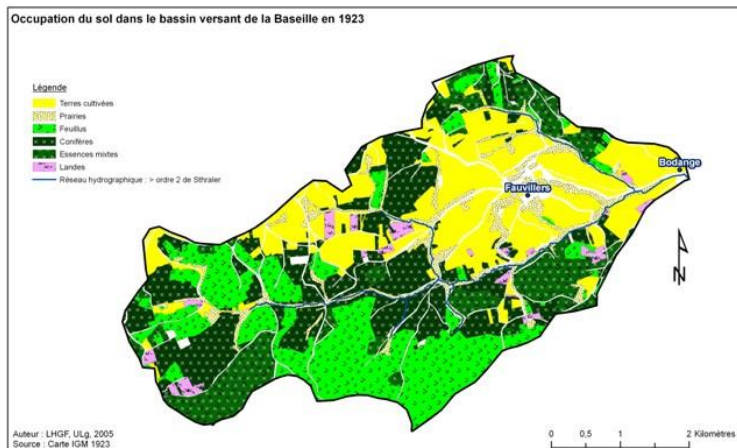 Occupation du sol dans le bassin versant de la Baseille en 1923
Légende
Terres cultivées
Prairies
Feuillus
Conifères
Essences mixtes
Landes
Réseau hydrographique : > ordre 2 de Sthraler
Bodange
Fauvillers
N
Auteur : LHGF, ULg, 2005
Source : Carte IGM 1923
0 0,5 1 2 Kilomètres